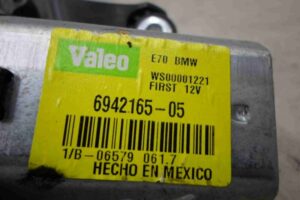 Valeo
E70 BMW
WS00001221
FIRST 12V
6942165-05
1/B-06579 061.7
HECHO EN MEXICO